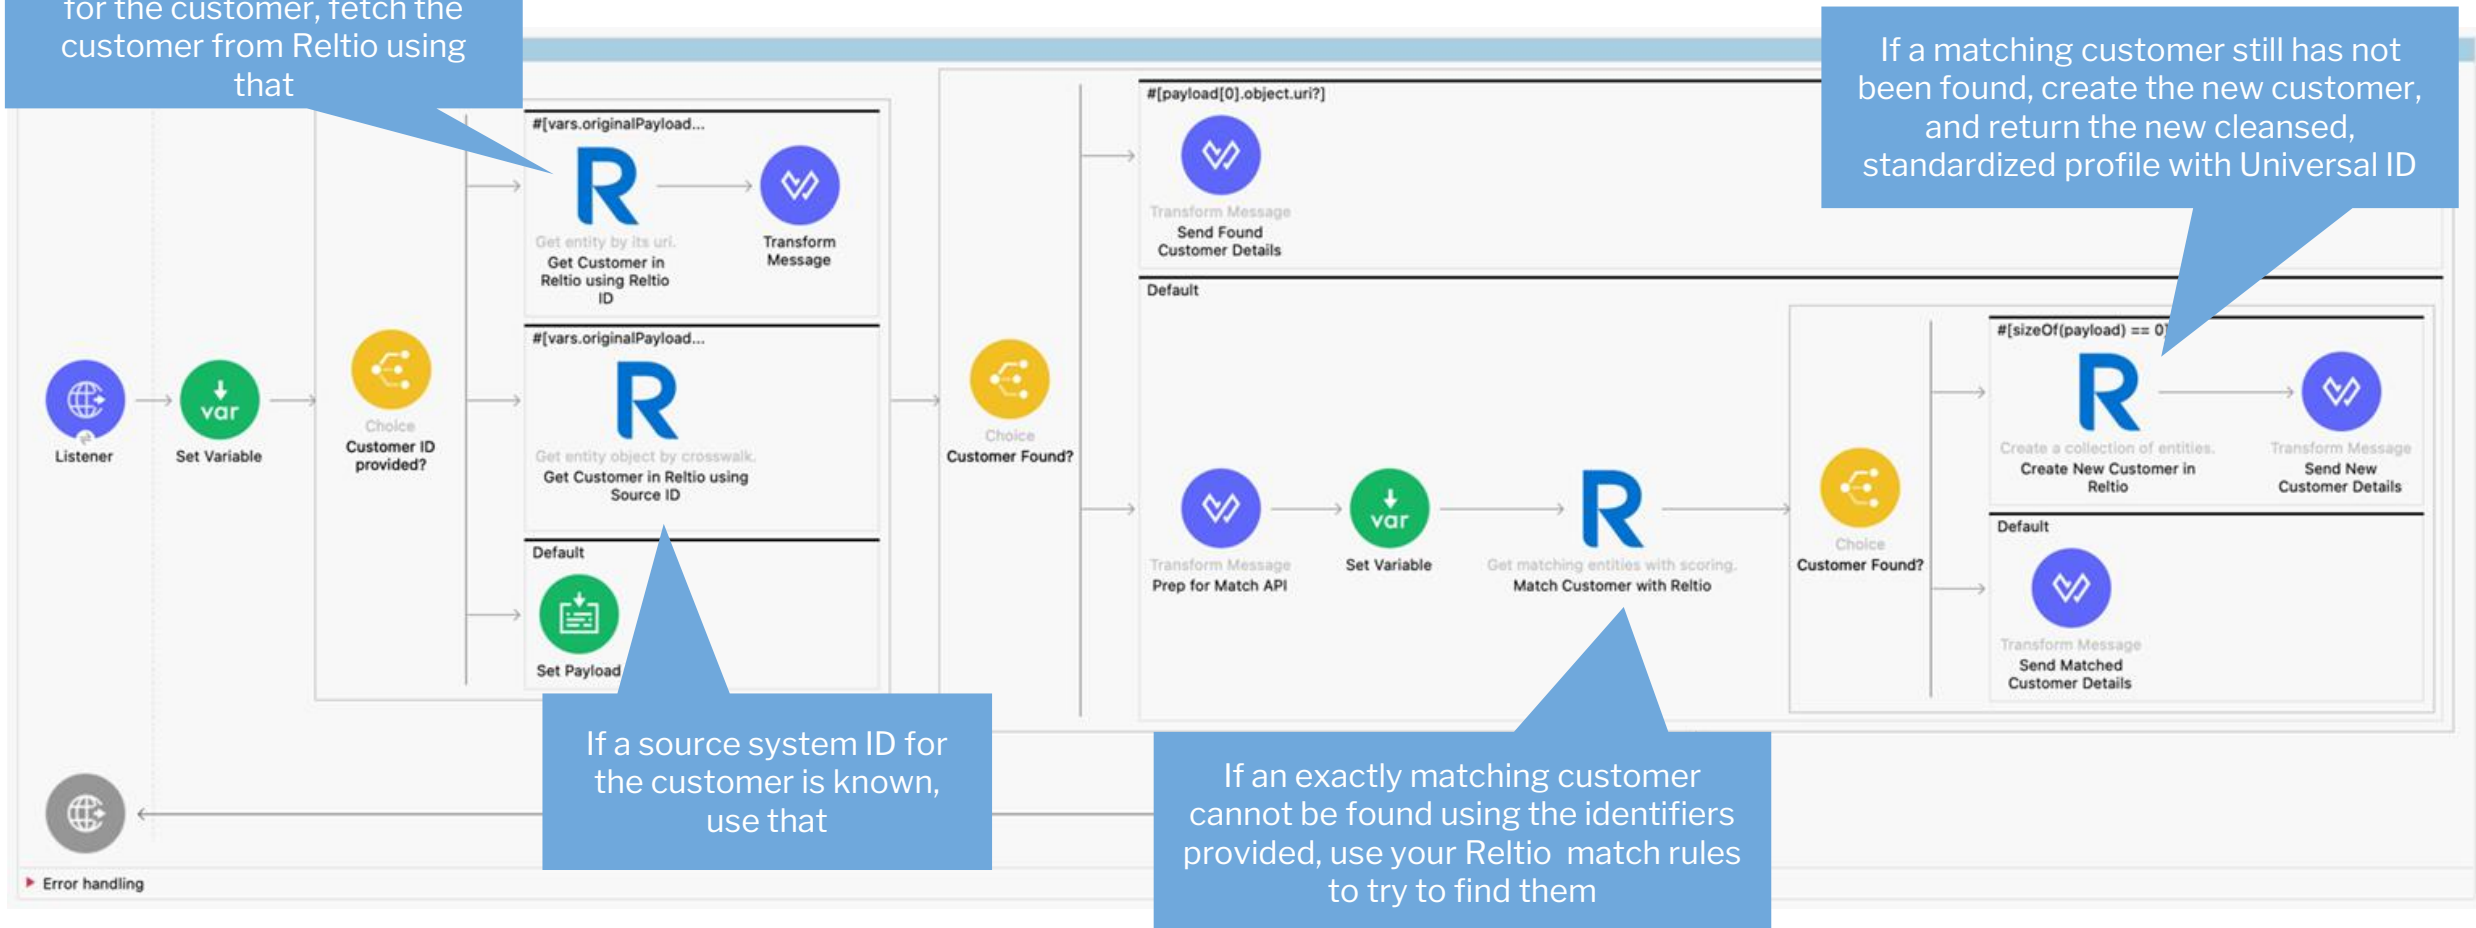 for the customer, fetch the
customer from Reltio using
that
If a matching customer still has not
been found, create the new customer,
and return the new cleansed,
standardized profile with Universal ID
Listener
var
Set Variable
Choice
Customer ID
provided?
#[vars.originalPayload...
R
Get entity by its uri.
Get Customer in
Reltio using Reltio
ID
Transform
Message
#[vars.originalPayload...
R
Get entity object by crosswalk.
Get Customer in Reltio using
Source ID
Default
Set Payload
If a source system ID for
the customer is known,
use that
Choice
Customer Found?
#[payload[0].object.uri?]
Transform Message
Send Found
Customer Details
Default
Transform Message
Prep for Match API
var
Set Variable
R
Get matching entities with scoring.
Match Customer with Reltio
If an exactly matching customer
cannot be found using the identifiers
provided, use your Reltio match rules
to try to find them
Choice
Customer Found?
#[sizeOf(payload) == 0]
R
Create a collection of entities.
Create New Customer in
Reltio
Transform Message
Send New
Customer Details
Default
Transform Message
Send Matched
Customer Details
Error handling